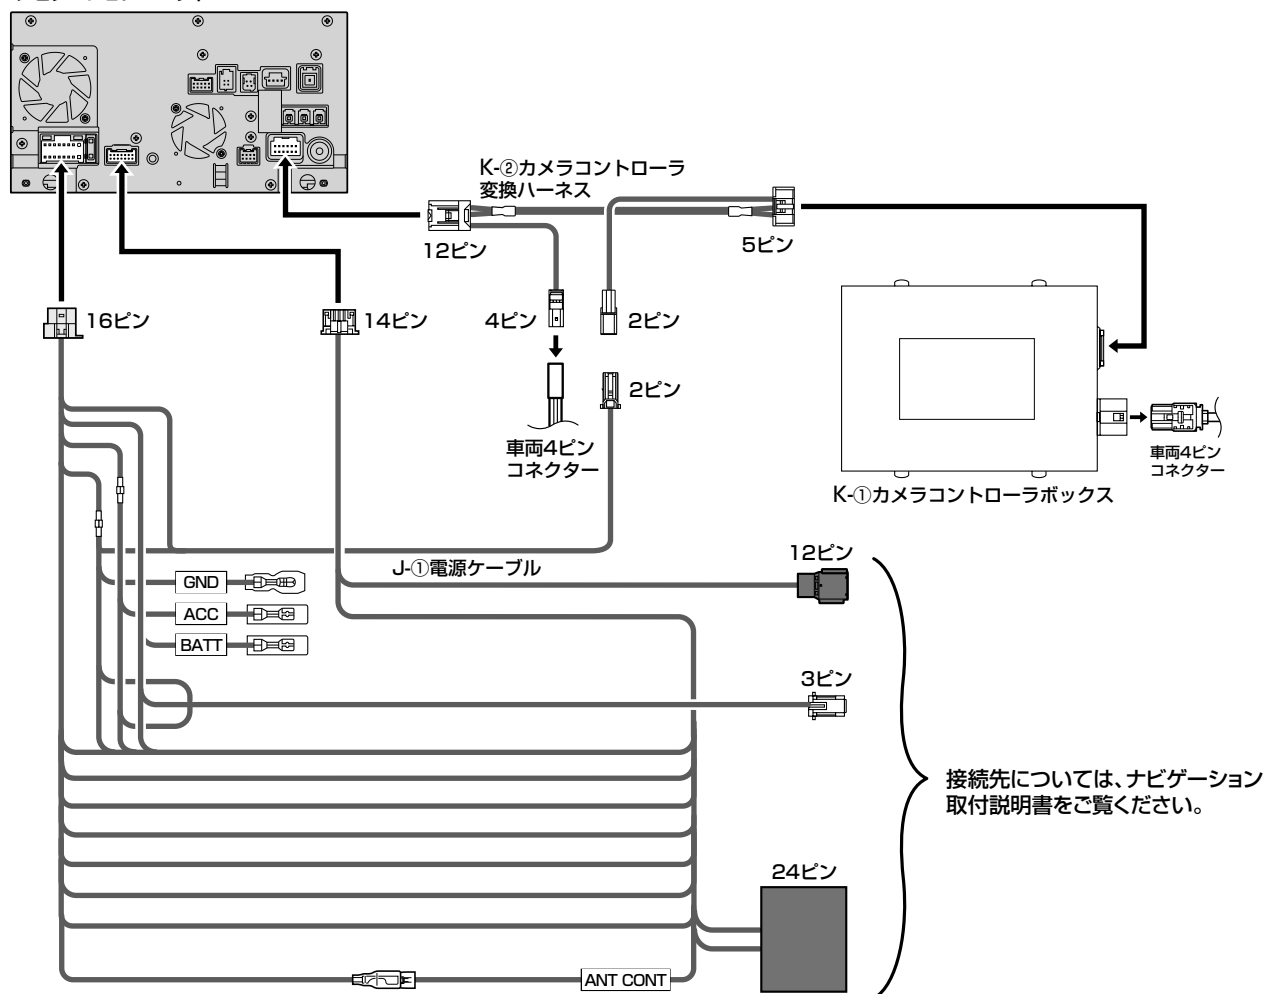 K-②カメラコントローラ
変換ハーネス
12ピン
5ピン
16ピン
14ピン
4ピン
2ピン
2ピン
車両4ピン
コネクター
車両4ピン
コネクター
K-①カメラコントローラボックス
J-①電源ケーブル
12ピン
GND
ACC
BATT
3ピン
接続先については、ナビゲーション
取付説明書をご覧ください。
24ピン
ANT CONT